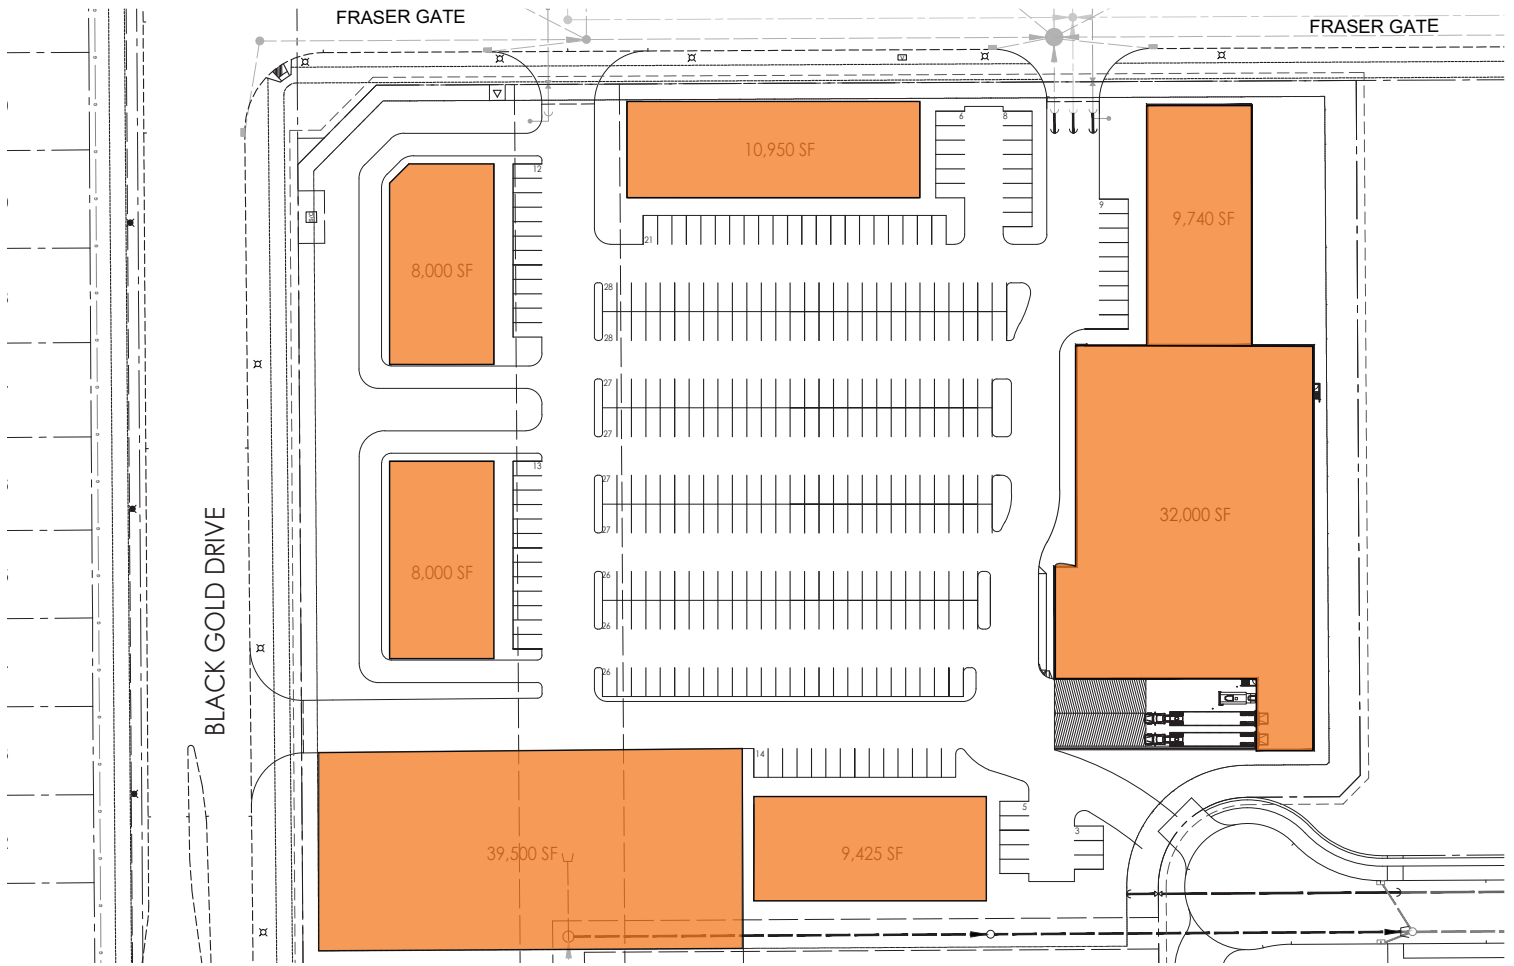 FRASER GATE
FRASER GATE
6
8
10,950 SF
12
9
9,740 SF
21
8,000 SF
28
28
27
27
13
27
27
32,000 SF
BLACK GOLD DRIVE
8,000 SF
26
26
26
14
5
3
39,500 SF
9,425 SF